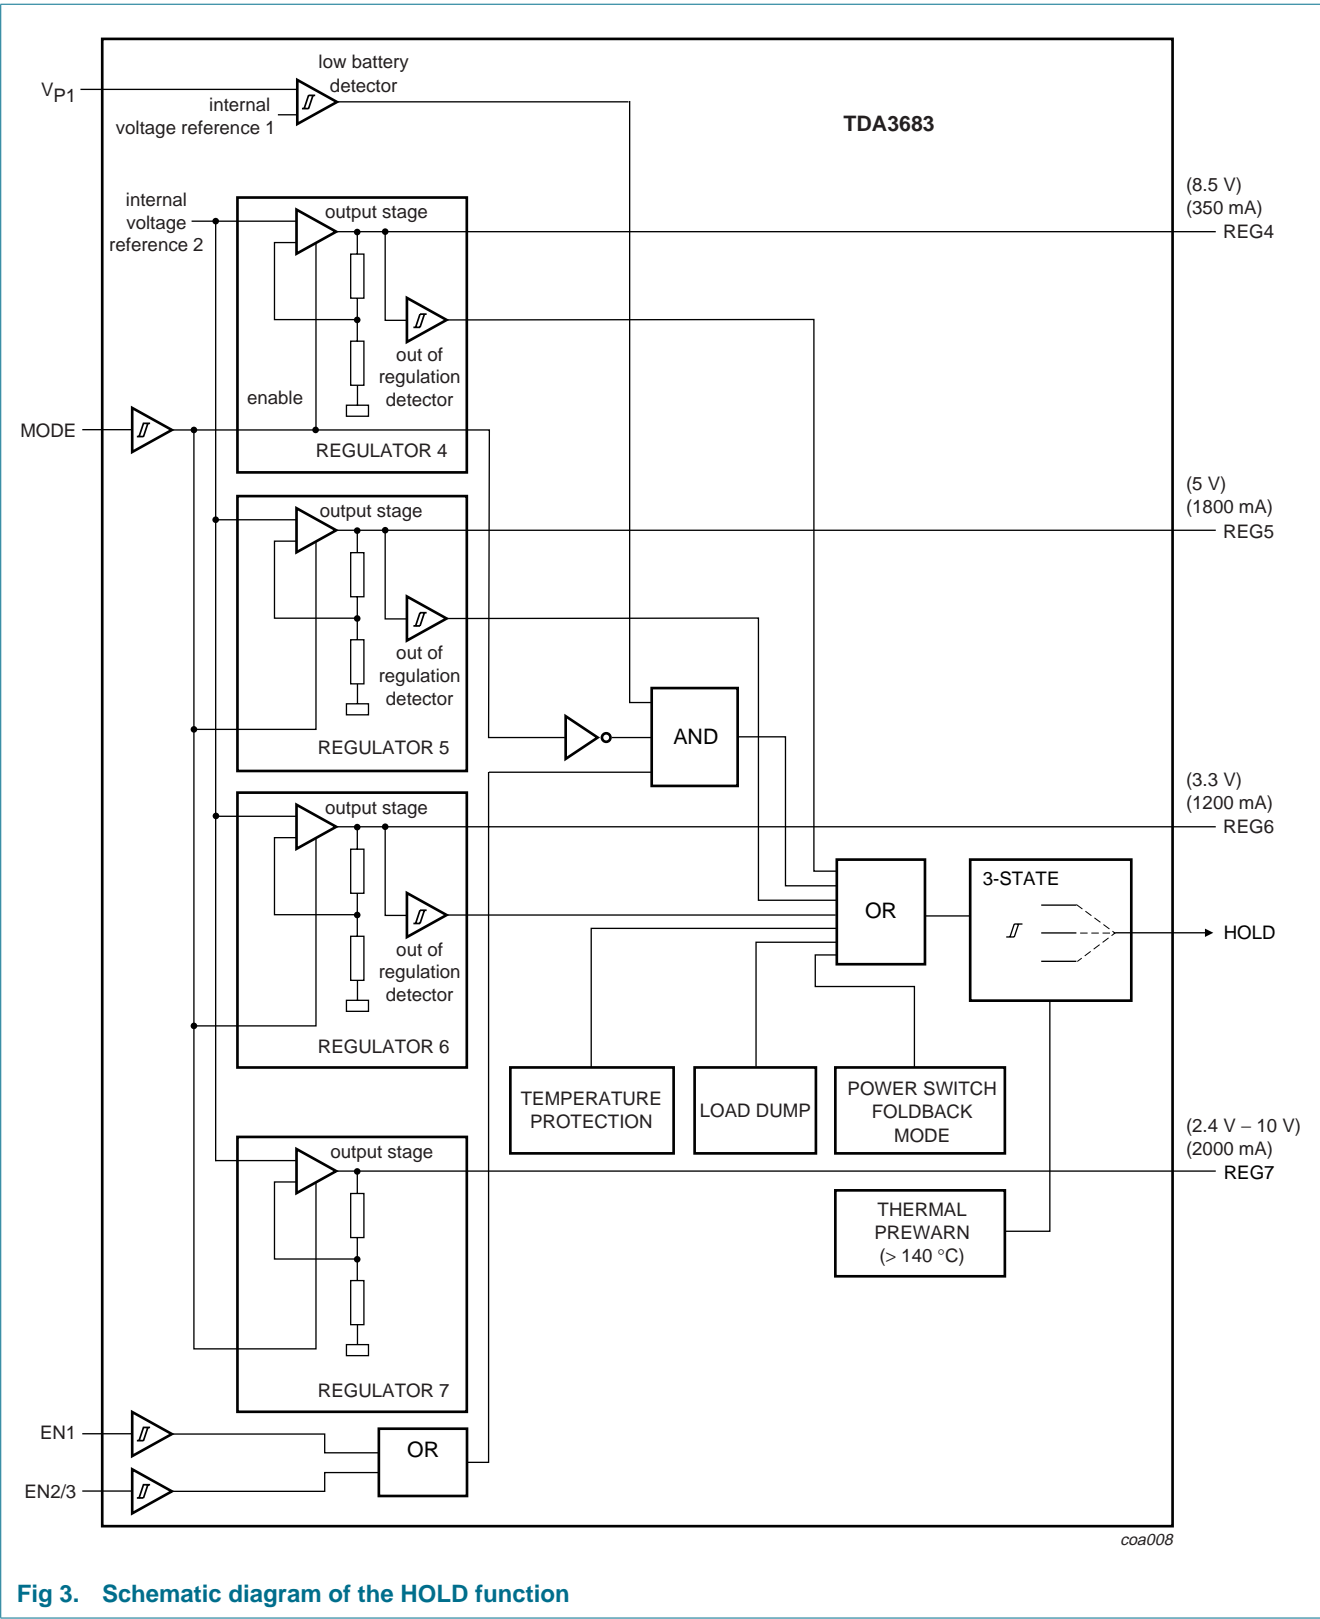 low battery
detector
VP1
internal
voltage reference 1
TDA3683
(8.5 V)
(350 mA)
REG4
internal
voltage
reference 2
output stage
out of
regulation
detector
enable
MODE
REGULATOR 4
(5 V)
(1800 mA)
REG5
output stage
out of
regulation
detector
REGULATOR 5
AND
(3.3 V)
(1200 mA)
REG6
output stage
out of
regulation
detector
REGULATOR 6
OR
3-STATE
HOLD
TEMPERATURE
PROTECTION
LOAD DUMP
POWER SWITCH
FOLDBACK
MODE
(2.4 V – 10 V)
(2000 mA)
REG7
output stage
THERMAL
PREWARN
(> 140 °C)
REGULATOR 7
EN1
OR
EN2/3
coa008
Fig 3. Schematic diagram of the HOLD function